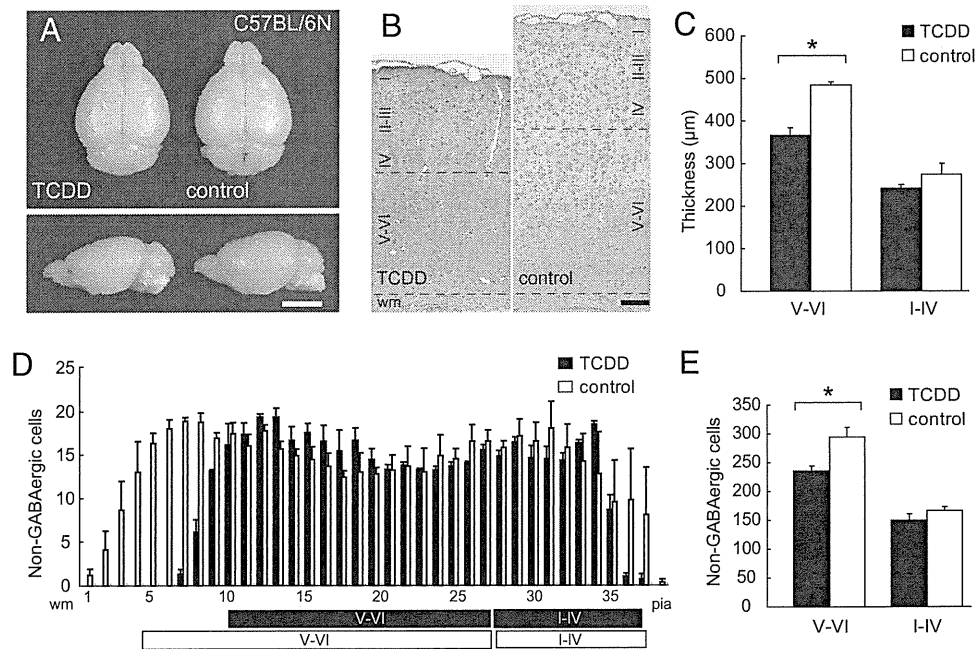 A
C57BL/6N
TCDD
control
B
I
II-III
IV
V-VI
TCDD
wm
I
II-III
IV
V-VI
control
C
TCDD
control
*
Thickness (μm)
600
500
400
300
200
100
0
V-VI
I-IV
D
TCDD
control
Non-GABAergic cells
25
20
15
10
5
0
wm
1
5
10
15
20
25
30
35
pia
V-VI
I-IV
V-VI
I-IV
E
TCDD
control
*
Non-GABAergic cells
350
300
250
200
150
100
50
0
V-VI
I-IV